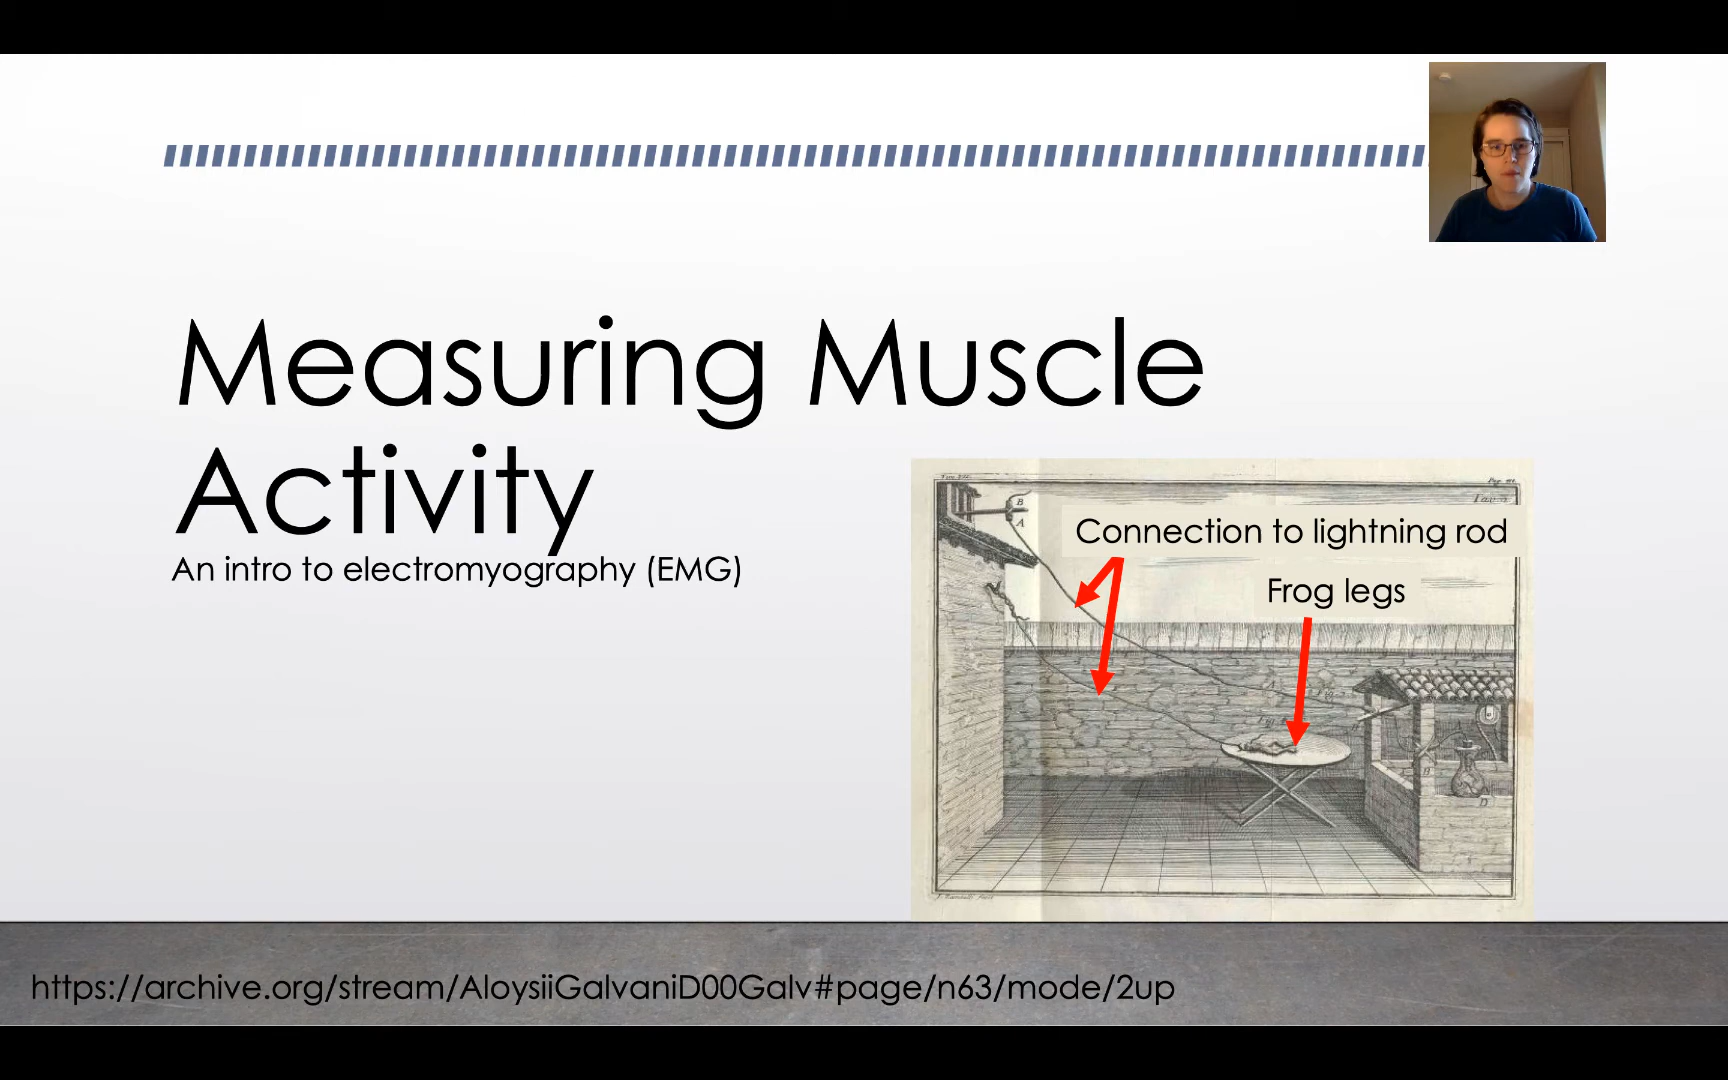 Measuring Muscle
Activity
An intro to electromyography (EMG)
Connection to lightning rod
Frog legs
B
A
D
https://archive.org/stream/AloysiiGalvaniD00Galv#page/n63/mode/2up